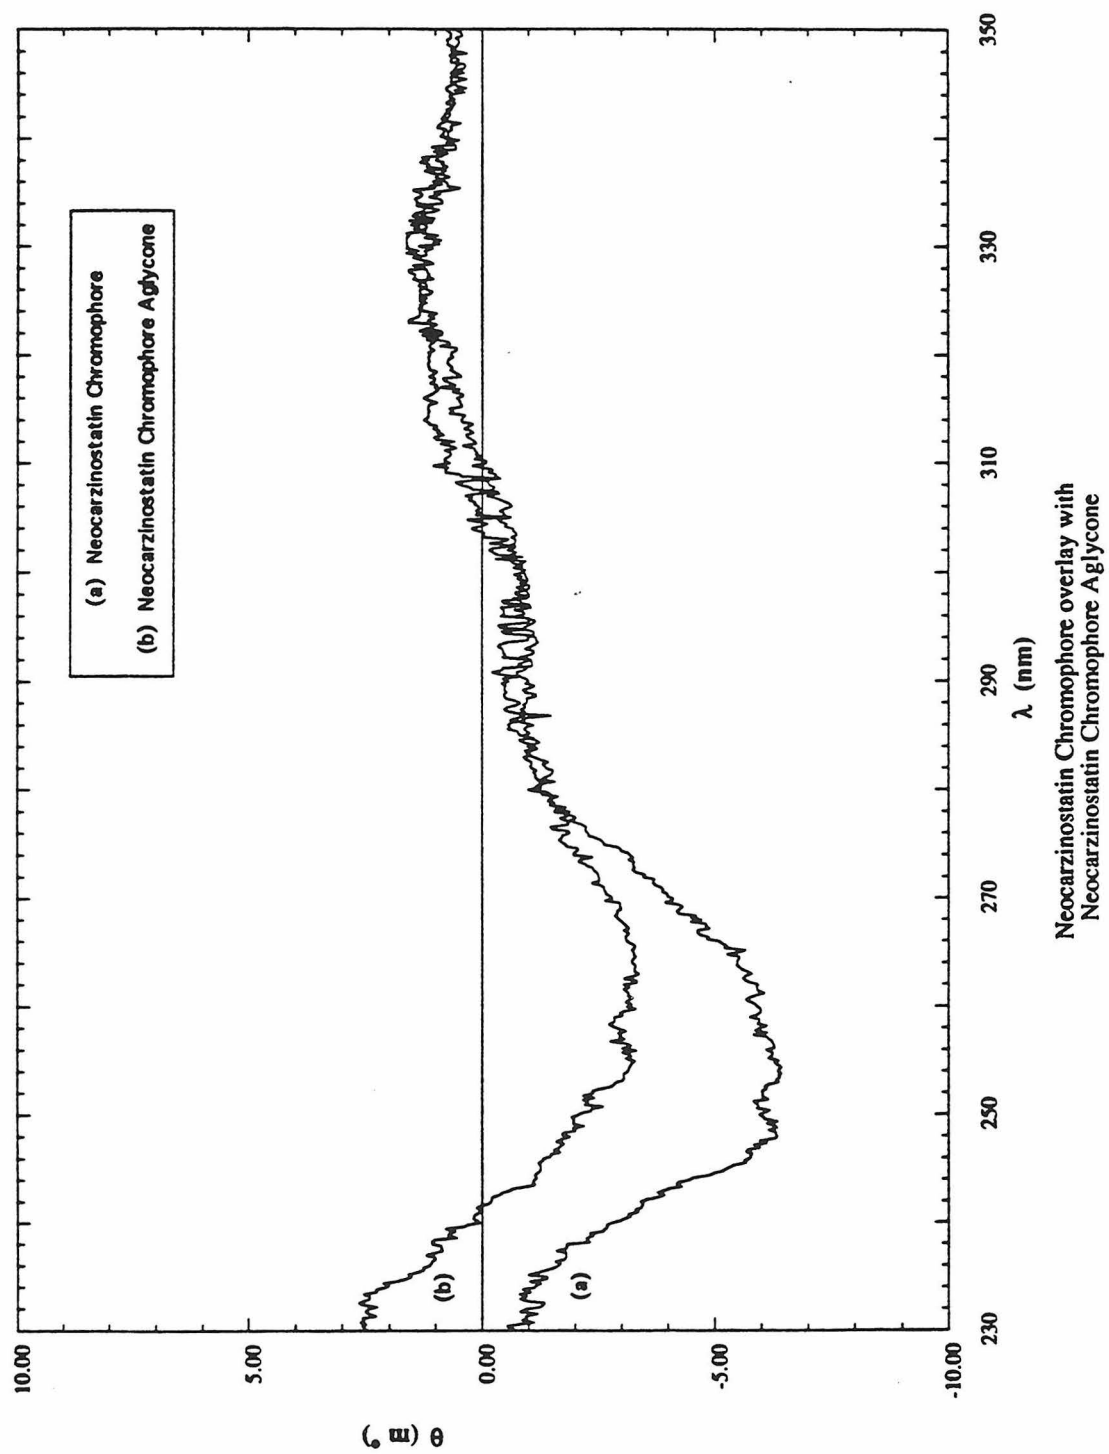 (a) Neocarzinostatin Chromophore
(b) Neocarzinostatin Chromophore Aglycone
10.00
5.00
0.00
-5.00
-10.00
θ (m°)
(b)
(a)
230
250
270
290
310
330
350
λ (nm)
Neocarzinostatin Chromophore overlay with
Neocarzinostatin Chromophore Aglycone